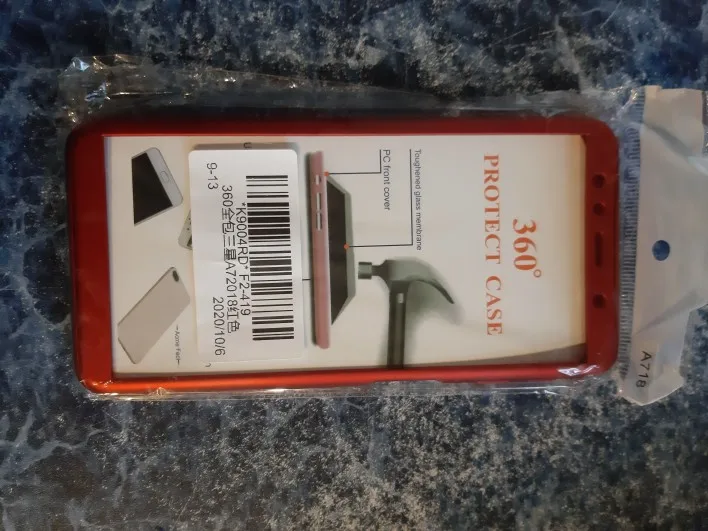 360°
PROTECT CASE
Toughened glass membrane
PC front cover
*K9004RD* F2-419
360全包三星A72018红色
9-13
2020/10/6
A718